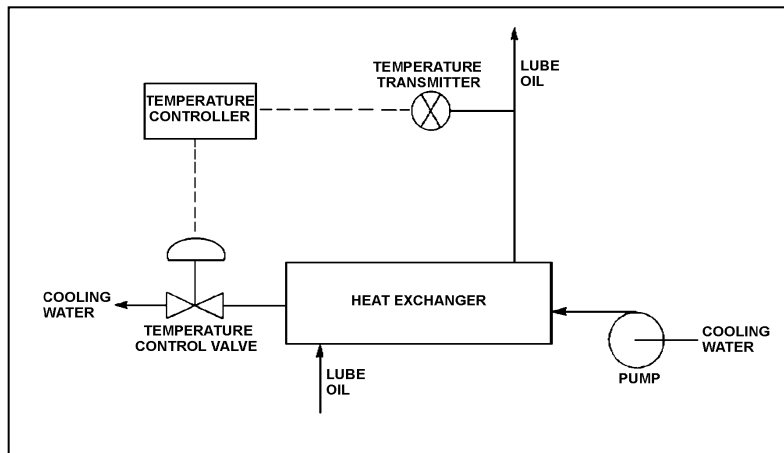 LUBE
OIL
TEMPERATURE
TRANSMITTER
TEMPERATURE
CONTROLLER
HEAT EXCHANGER
COOLING
WATER
TEMPERATURE
CONTROL VALVE
COOLING
WATER
PUMP
LUBE
OIL